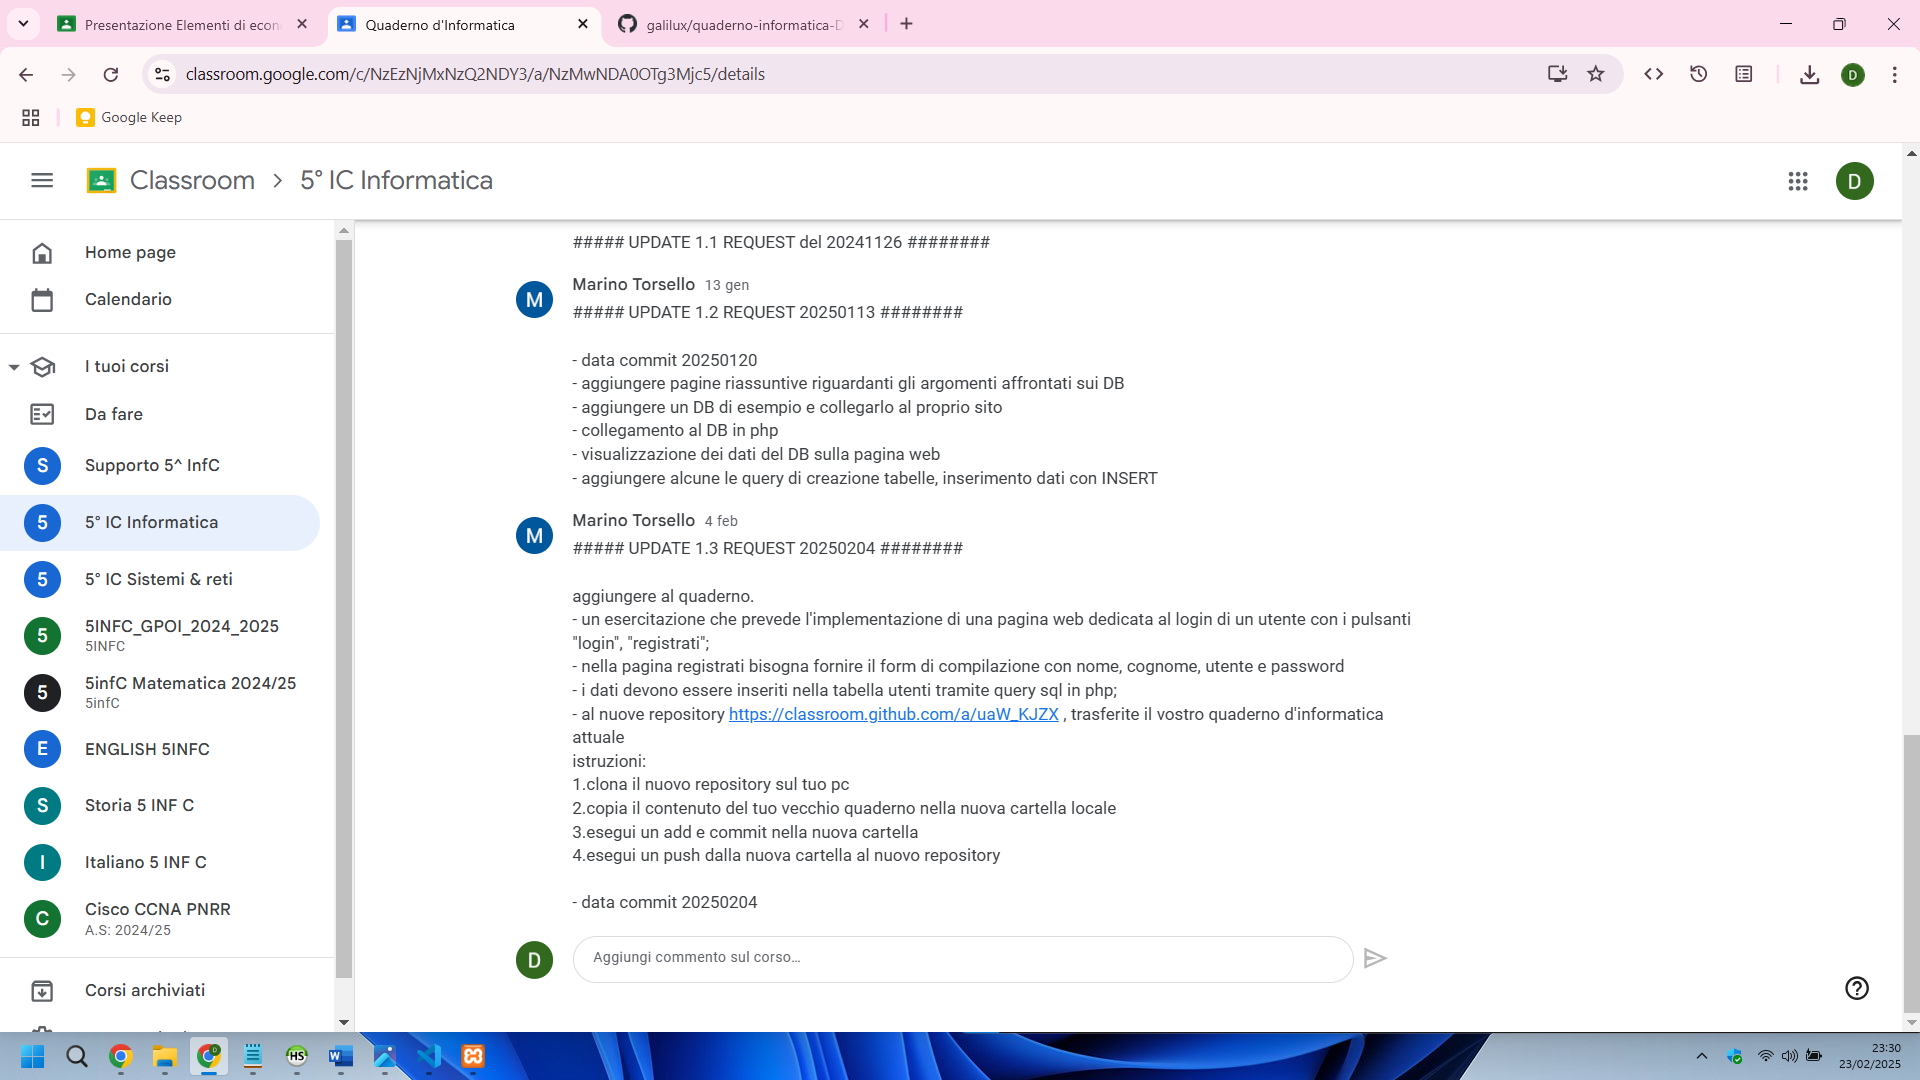 Presentazione Elementi di econ
Quaderno d'Informatica
galilux/quaderno-informatica-D
classroom.google.com/c/NzEzNjMxNzQ2NDY3/a/NzMwNDA0OTg3Mjc5/details
D
Google Keep
Classroom
5° IC Informatica
D
Home page
Calendario
I tuoi corsi
Da fare
S
Supporto 5^ InfC
5
5° IC Informatica
5
5° IC Sistemi & reti
5
5INFC_GPOI_2024_2025
5INFC
5
5infC Matematica 2024/25
5infC
E
ENGLISH 5INFC
S
Storia 5 INF C
I
Italiano 5 INF C
C
Cisco CCNA PNRR
A.S: 2024/25
Corsi archiviati
##### UPDATE 1.1 REQUEST del 20241126 ########
M
Marino Torsello 13 gen
##### UPDATE 1.2 REQUEST 20250113 ########
- data commit 20250120
- aggiungere pagine riassuntive riguardanti gli argomenti affrontati sui DB
- aggiungere un DB di esempio e collegarlo al proprio sito
- collegamento al DB in php
- visualizzazione dei dati del DB sulla pagina web
- aggiungere alcune le query di creazione tabelle, inserimento dati con INSERT
M
Marino Torsello 4 feb
##### UPDATE 1.3 REQUEST 20250204 ########
aggiungere al quaderno.
- un esercitazione che prevede l'implementazione di una pagina web dedicata al login di un utente con i pulsanti
"login", "registrati";
- nella pagina registrati bisogna fornire il form di compilazione con nome, cognome, utente e password
- i dati devono essere inseriti nella tabella utenti tramite query sql in php;
- al nuove repository https://classroom.github.com/a/uaW_KJZX , trasferite il vostro quaderno d'informatica
attuale
istruzioni:
1.clona il nuovo repository sul tuo pc
2.copia il contenuto del tuo vecchio quaderno nella nuova cartella locale
3.esegui un add e commit nella nuova cartella
4.esegui un push dalla nuova cartella al nuovo repository
- data commit 20250204
D
Aggiungi commento sul corso…
HS
23:30
23/02/2025